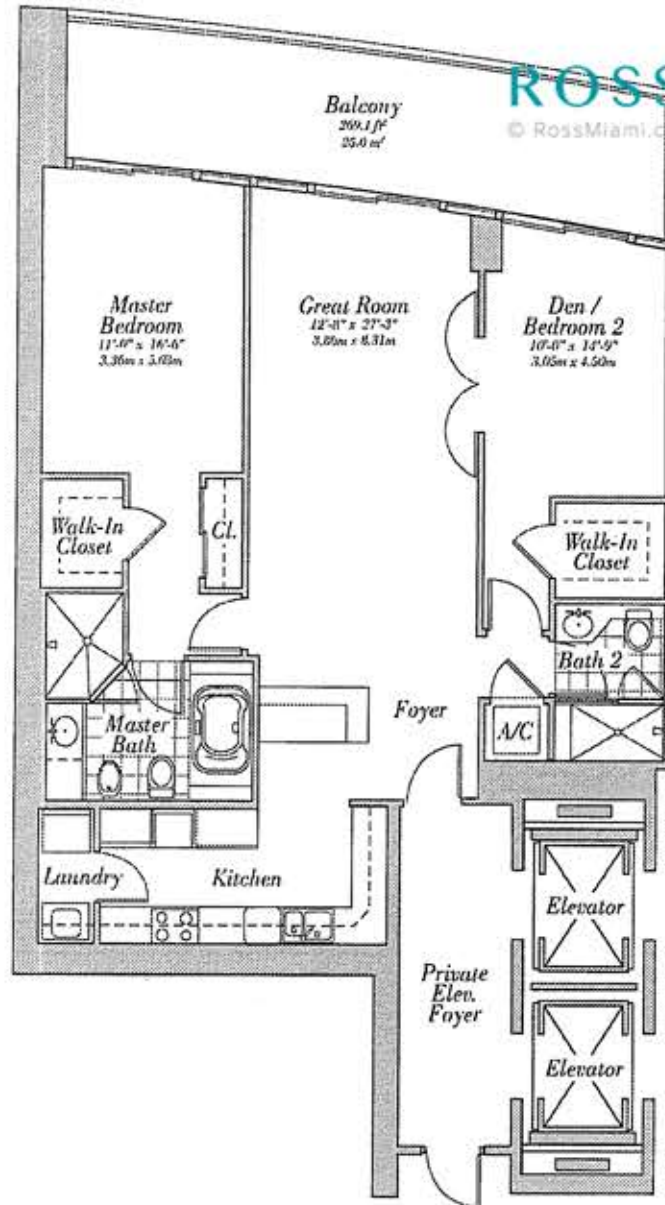 ROSS
© RossMiami.c
Balcony
269.1 ft²
25.0 m²
Master
Bedroom
11'-0" x 16'-8"
3.36m x 5.08m
Great Room
12'-8" x 27'-3"
3.86m x 8.31m
Den /
Bedroom 2
10'-0" x 14'-9"
3.05m x 4.50m
Walk-In
Closet
Cl.
Walk-In
Closet
Bath 2
Master
Bath
Foyer
A/C
Laundry
Kitchen
Elevator
Private
Elev.
Foyer
Elevator